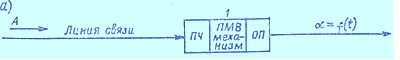 а)
1
А
Линия связи
ПЧ
ПМВ механизм
ОП
α = f(t)